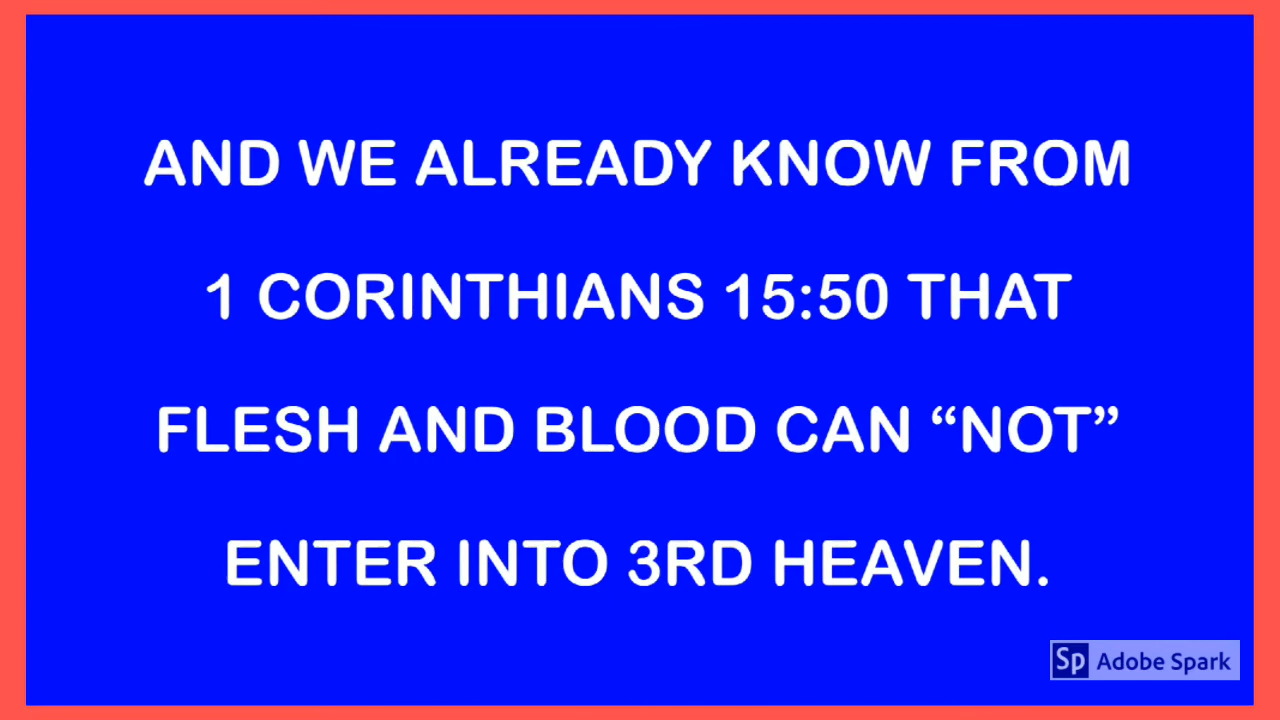 AND WE ALREADY KNOW FROM
1 CORINTHIANS 15:50 THAT
FLESH AND BLOOD CAN “NOT”
ENTER INTO 3RD HEAVEN.
Sp Adobe Spark